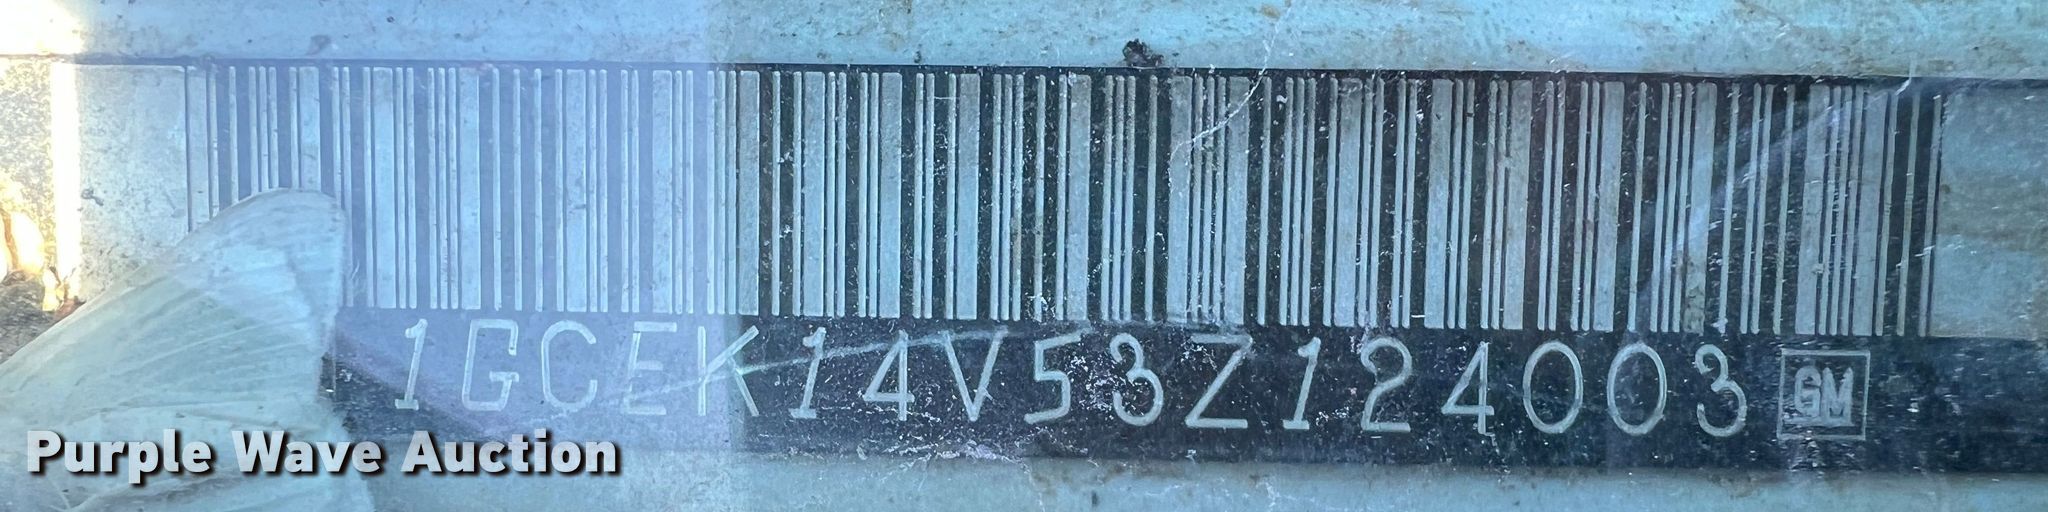 1GCEK14V53Z124003 GM
Purple Wave Auction